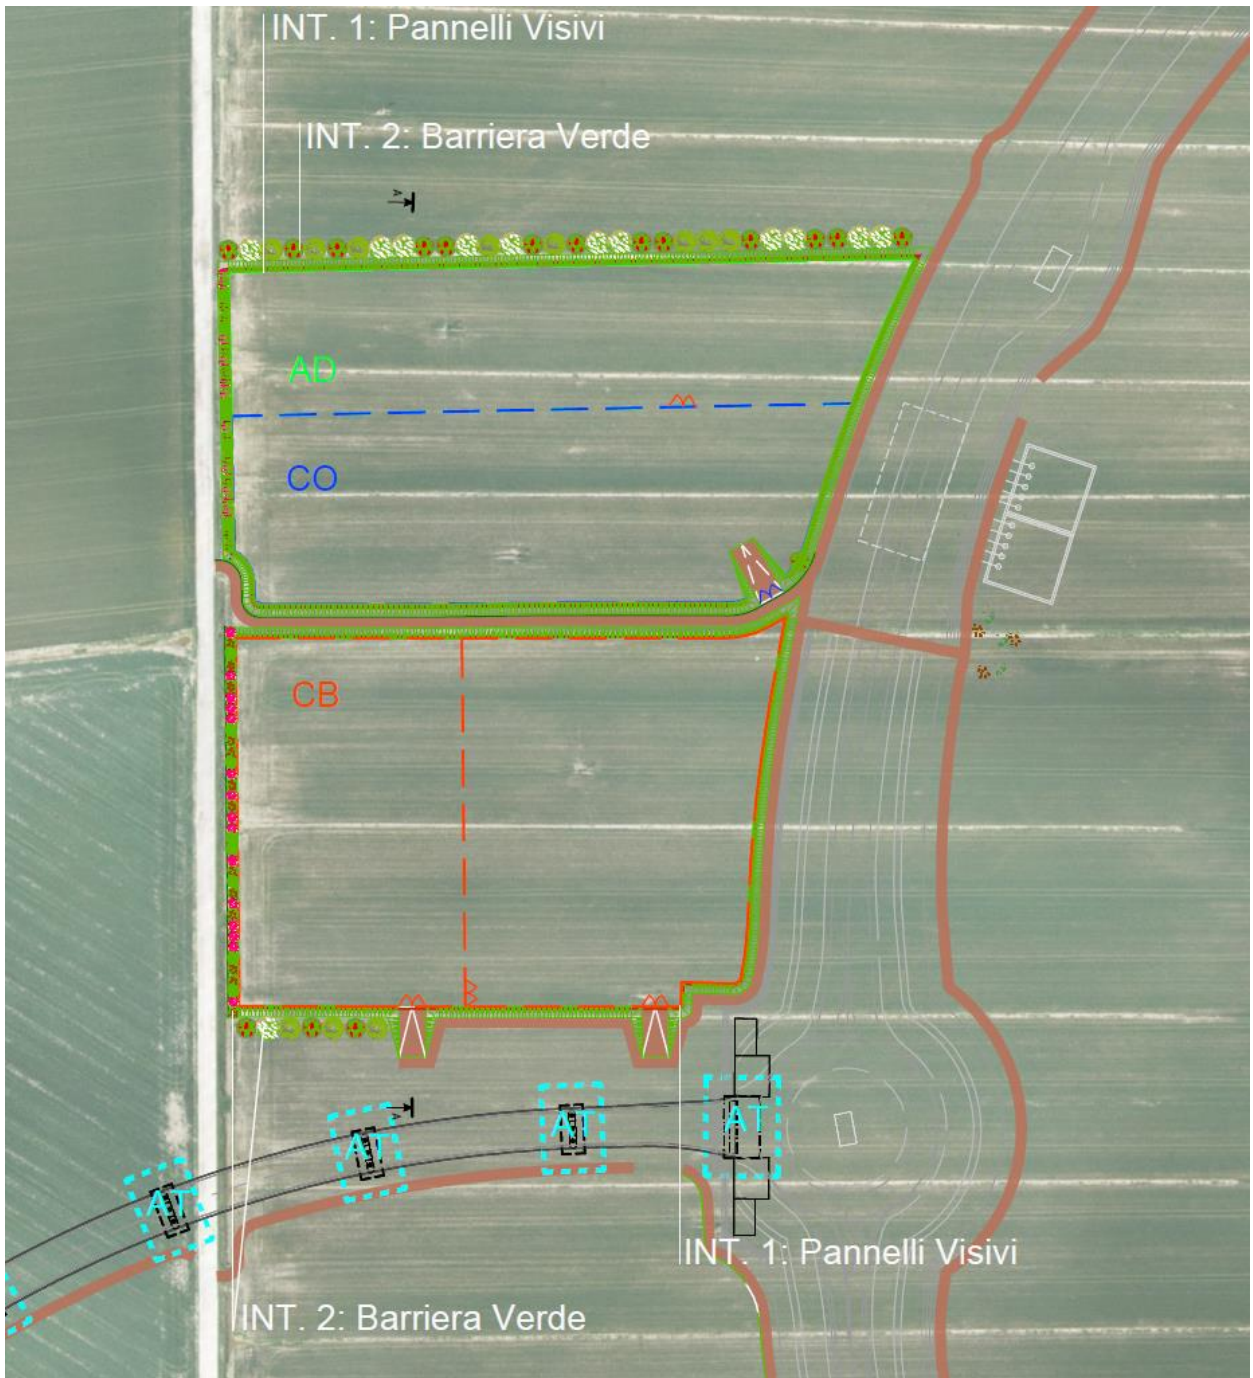 INT. 1: Pannelli Visivi
INT. 2: Barriera Verde
A
AD
CO
CB
AT
AT
AT
AT
A
INT. 1: Pannelli Visivi
INT. 2: Barriera Verde